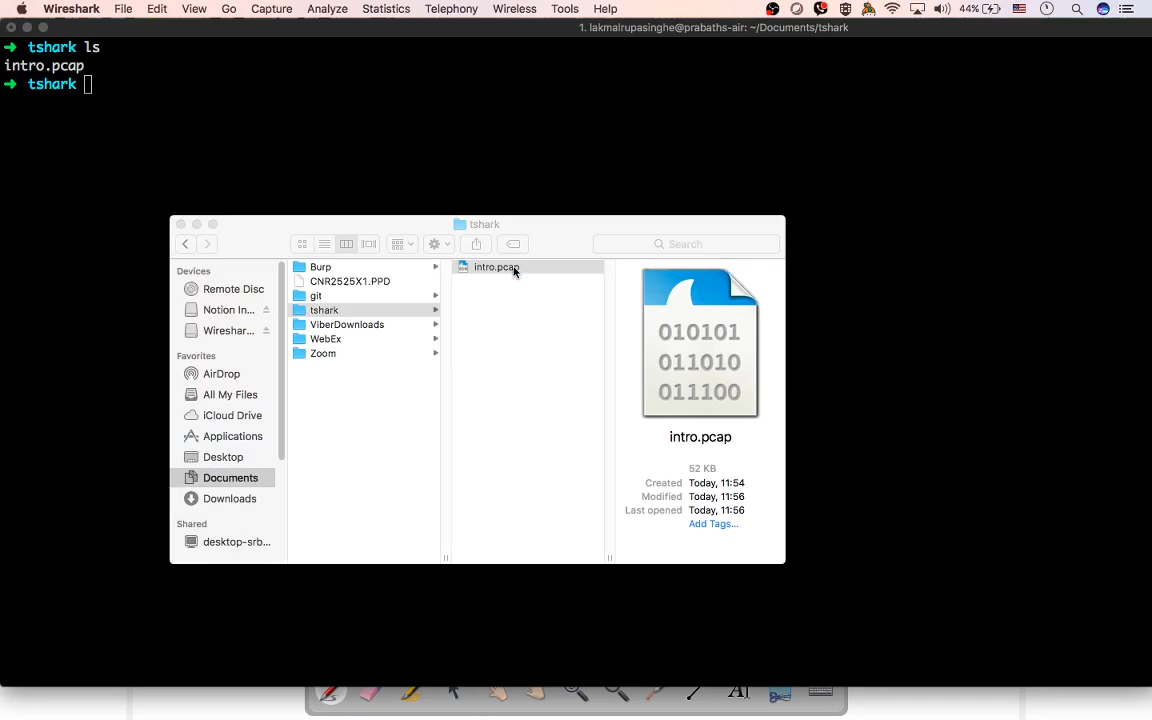 Wireshark File Edit View Go Capture Analyze Statistics Telephony Wireless Tools Help 44%
1. lakmalrupasinghe@prabaths-air: ~/Documents/tshark
➜ tshark ls
intro.pcap
➜ tshark
tshark
Search
Devices
Remote Disc
Notion In...
Wireshar...
Favorites
AirDrop
All My Files
iCloud Drive
Applications
Desktop
Documents
Downloads
Shared
desktop-srb...
Burp
CNR2525X1.PPD
git
tshark
ViberDownloads
WebEx
Zoom
intro.pcap
010101
011010
011100
intro.pcap
52 KB
Created Today, 11:54
Modified Today, 11:56
Last opened Today, 11:56
Add Tags...